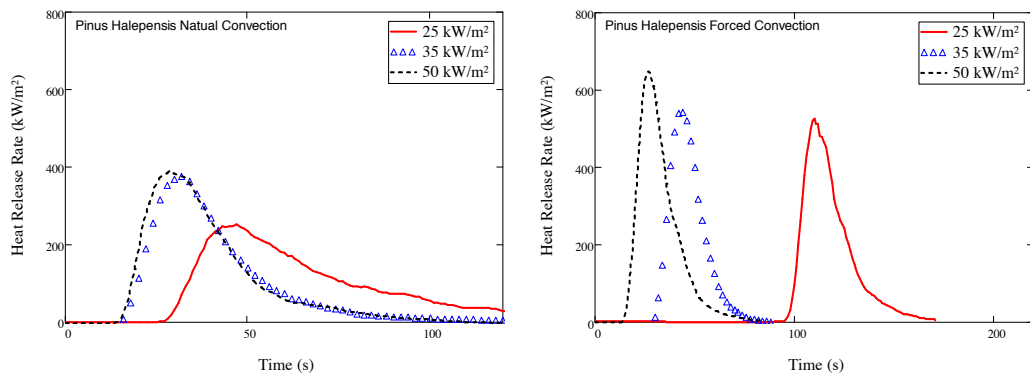 Pinus Halepensis Natual Convection
25 kW/m²
35 kW/m²
50 kW/m²
800
600
400
200
0
0
50
100
Heat Release Rate (kW/m²)
Time (s)
Pinus Halepensis Forced Convection
25 kW/m²
35 kW/m²
50 kW/m²
800
600
400
200
0
0
100
200
Heat Release Rate (kW/m²)
Time (s)